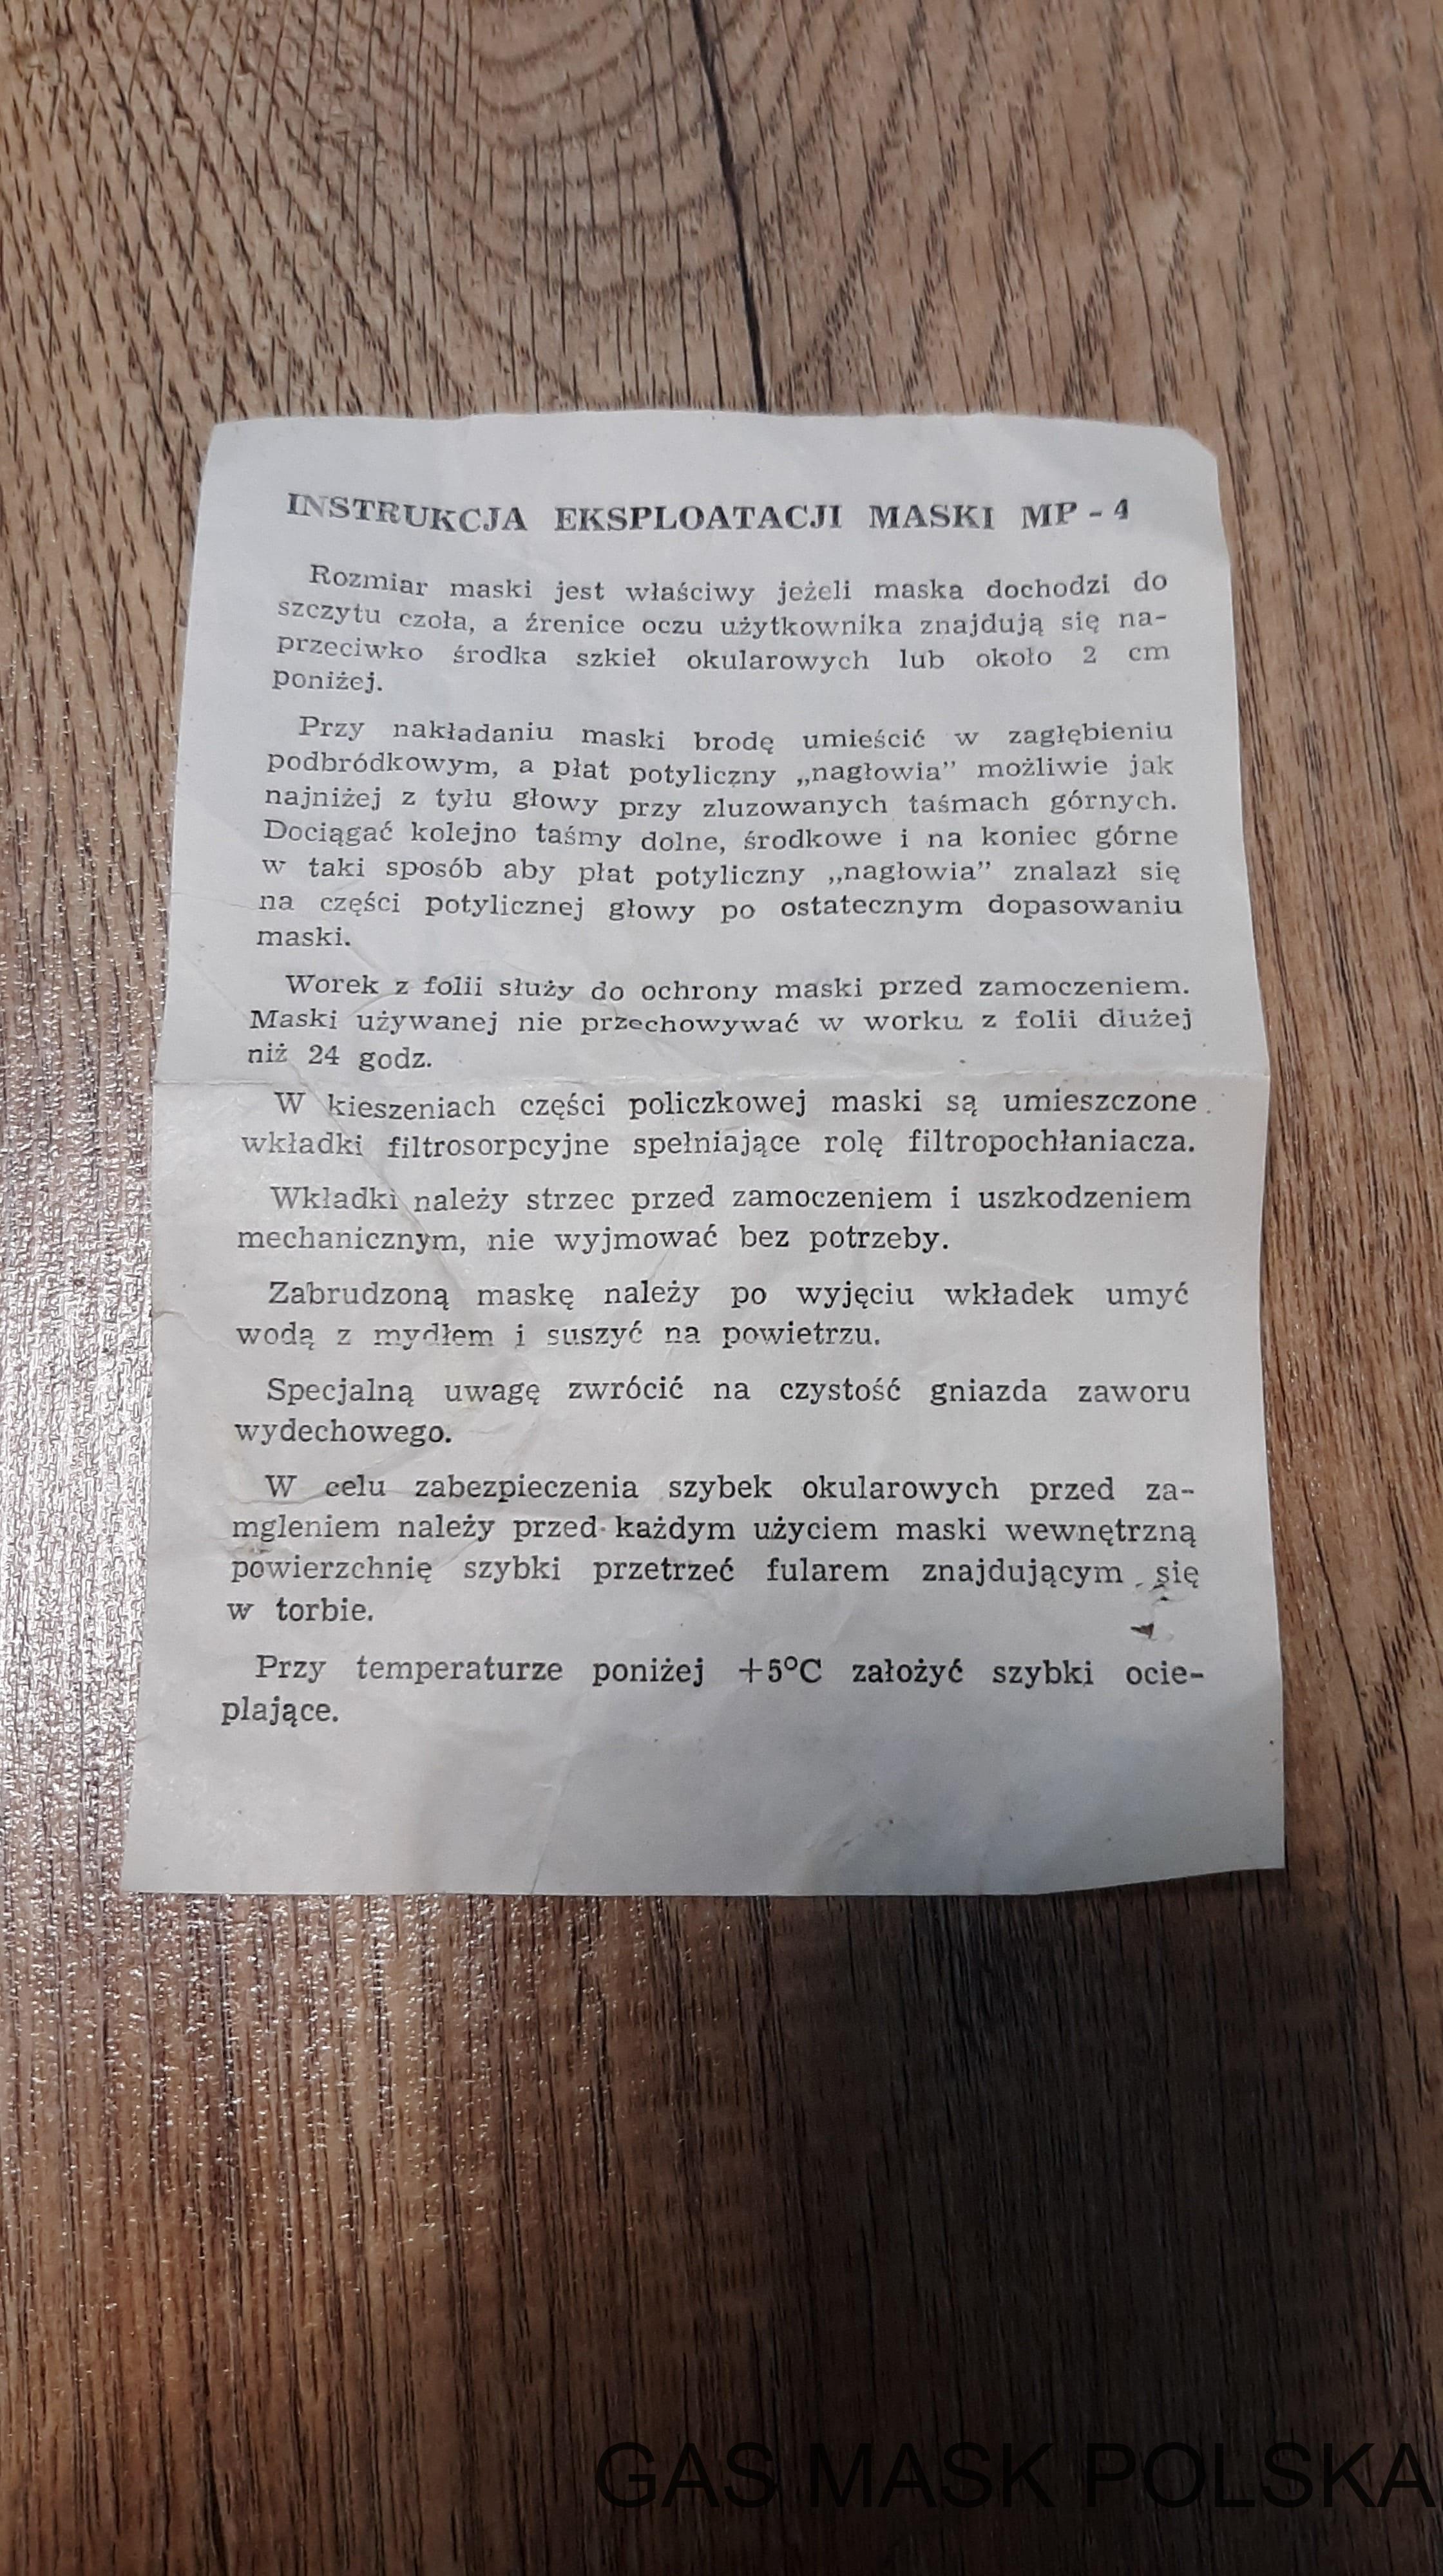 INSTRUKCJA EKSPLOATACJI MASKI MP - 4
Rozmiar maski jest właściwy jeżeli maska dochodzi do
szczytu czoła, a źrenice oczu użytkownika znajdują się na-
przeciwko środka szkieł okularowych lub około 2 cm
poniżej.
Przy nakładaniu maski brodę umieścić w zagłębieniu
podbródkowym, a płat potyliczny „nagłowia” możliwie jak
najniżej z tyłu głowy przy zluzowanych taśmach górnych.
Dociągać kolejno taśmy dolne, środkowe i na koniec górne
w taki sposób aby płat potyliczny „nagłowia” znalazł się
na części potylicznej głowy po ostatecznym dopasowaniu
maski.
Worek z folii służy do ochrony maski przed zamoczeniem.
Maski używanej nie przechowywać w worku z folii dłużej
niż 24 godz.
W kieszeniach części policzkowej maski są umieszczone
wkładki filtrosorpcyjne spełniające rolę filtropochłaniacza.
Wkładki należy strzec przed zamoczeniem i uszkodzeniem
mechanicznym, nie wyjmować bez potrzeby.
Zabrudzoną maskę należy po wyjęciu wkładek umyć
wodą z mydłem i suszyć na powietrzu.
Specjalną uwagę zwrócić na czystość gniazda zaworu
wydechowego.
W celu zabezpieczenia szybek okularowych przed za-
mgleniem należy przed każdym użyciem maski wewnętrzną
powierzchnię szybki przetrzeć fularem znajdującym się
w torbie.
Przy temperaturze poniżej +5°C założyć szybki ocie-
plające.
GAS MASK POLSKA